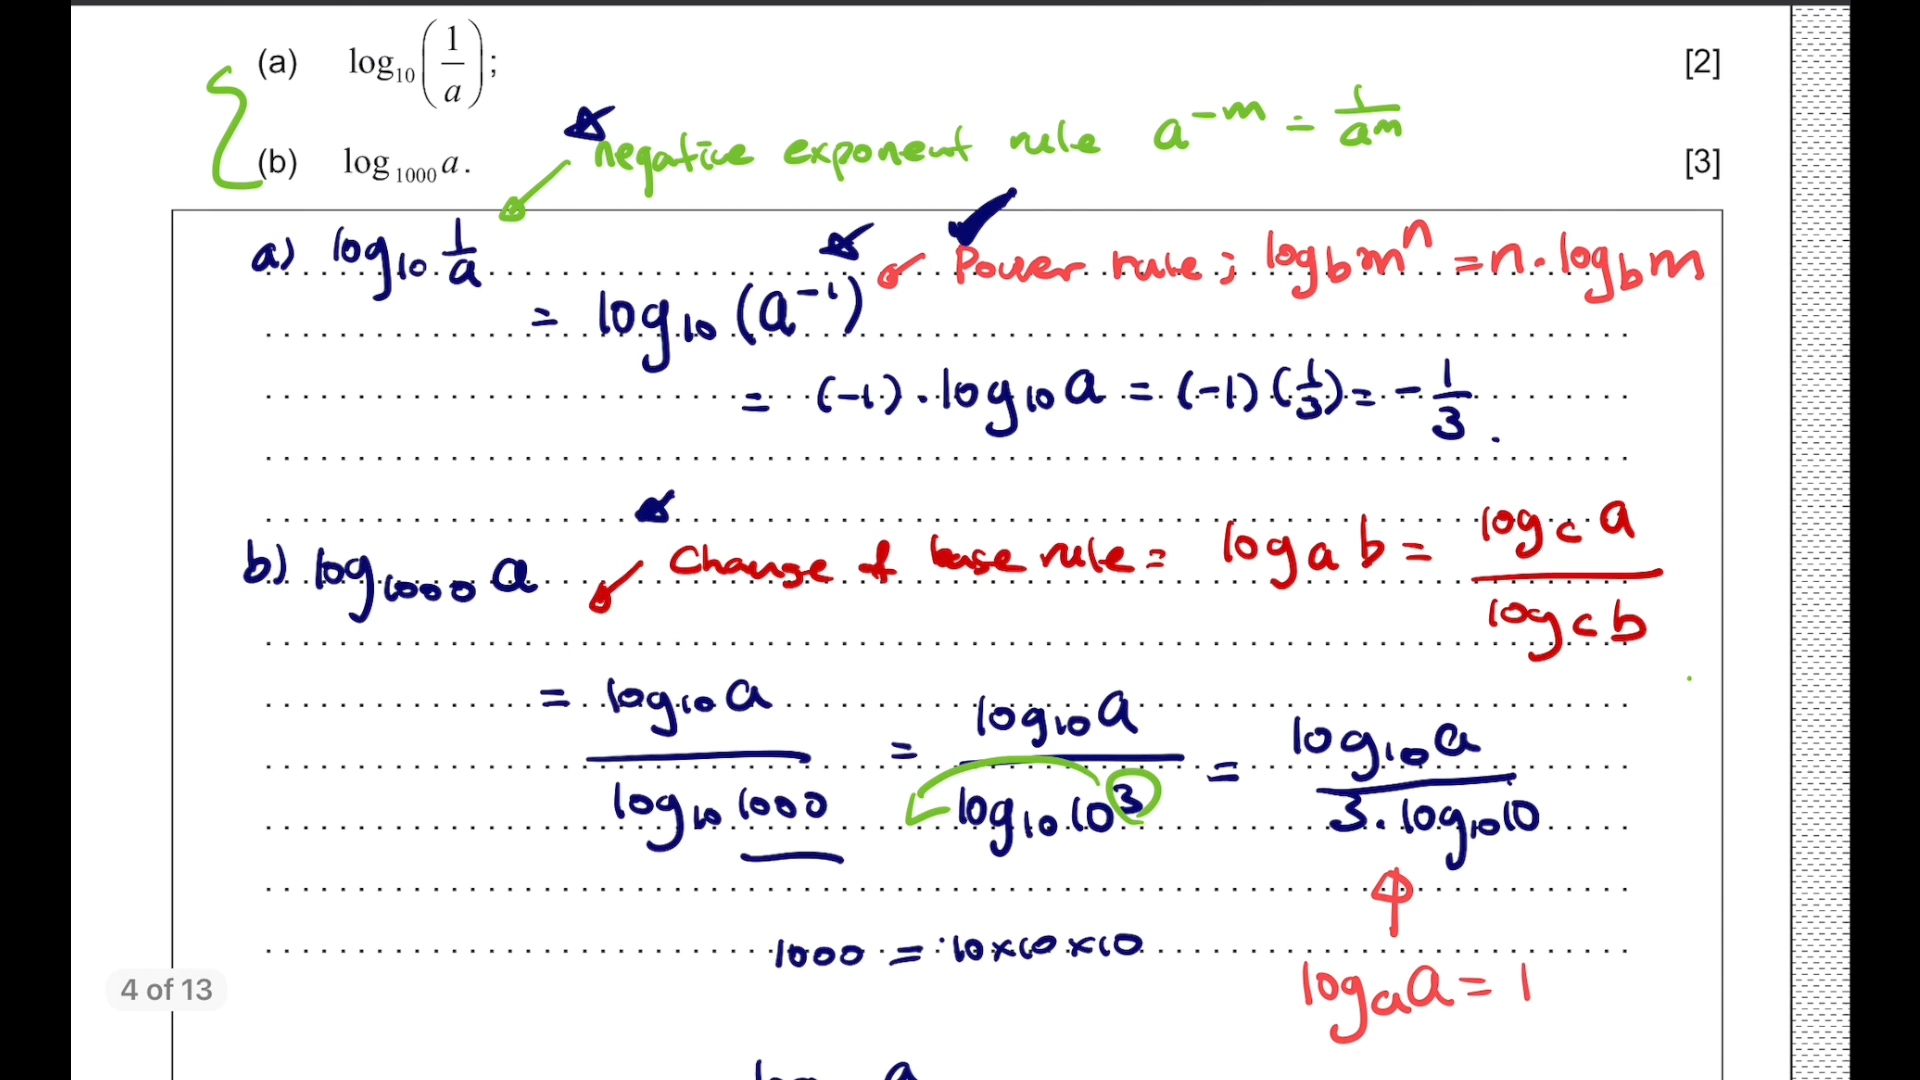 (a) log₁₀(1/a); [2]
negative exponent rule a^-m = 1/a^m
(b) log₁₀₀₀ a. [3]
a) log₁₀ 1/a
Power rule; log_b m^n = n · log_b m
= log₁₀ (a^-1)
= (-1) · log₁₀ a = (-1)(1/3) = -1/3.
b) log₁₀₀₀ a
Change of base rule = log_a b = log_c a / log_c b
= log₁₀ a / log₁₀ 1000 = log₁₀ a / log₁₀ 10³ = log₁₀ a / 3 · log₁₀ 10
1000 = 10×10×10
log_a a = 1
4 of 13